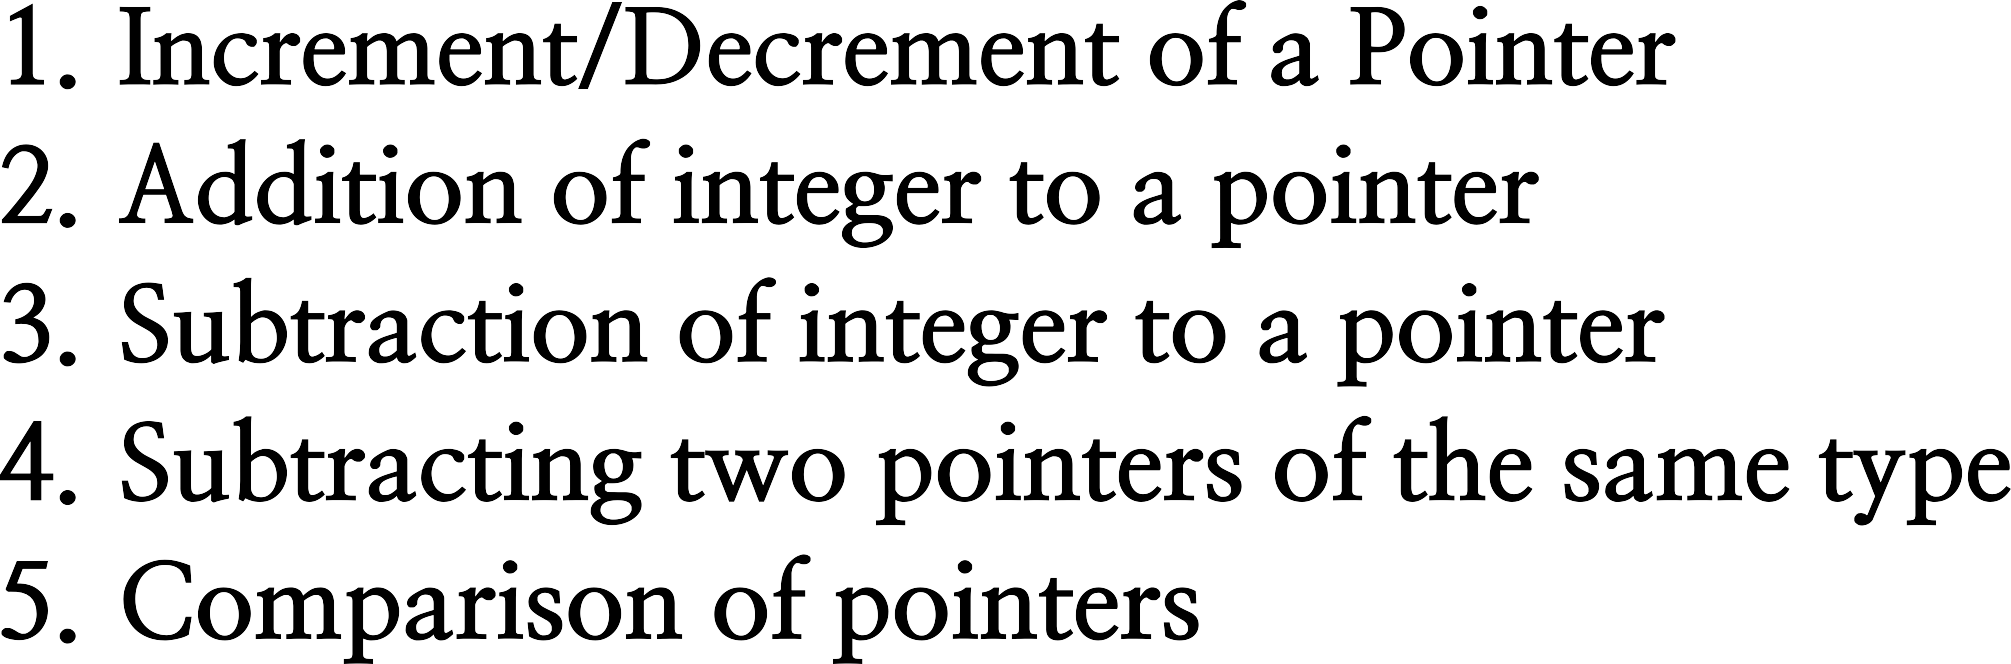 1. Increment/Decrement of a Pointer
2. Addition of integer to a pointer
3. Subtraction of integer to a pointer
4. Subtracting two pointers of the same type
5. Comparison of pointers